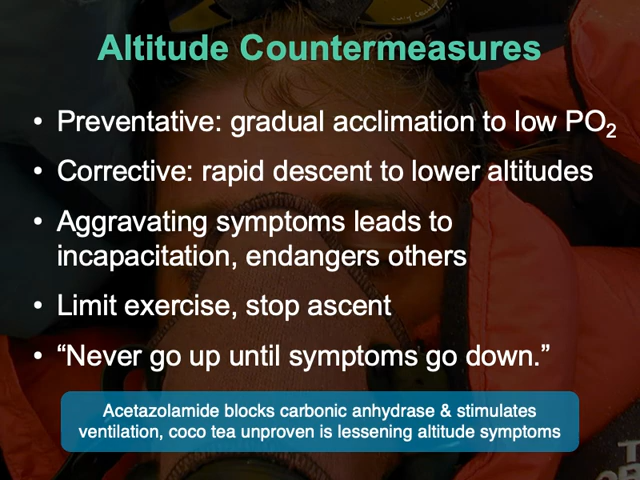 Altitude Countermeasures
• Preventative: gradual acclimation to low PO₂
• Corrective: rapid descent to lower altitudes
• Aggravating symptoms leads to
incapacitation, endangers others
• Limit exercise, stop ascent
• “Never go up until symptoms go down.”
Acetazolamide blocks carbonic anhydrase & stimulates
ventilation, coco tea unproven is lessening altitude symptoms